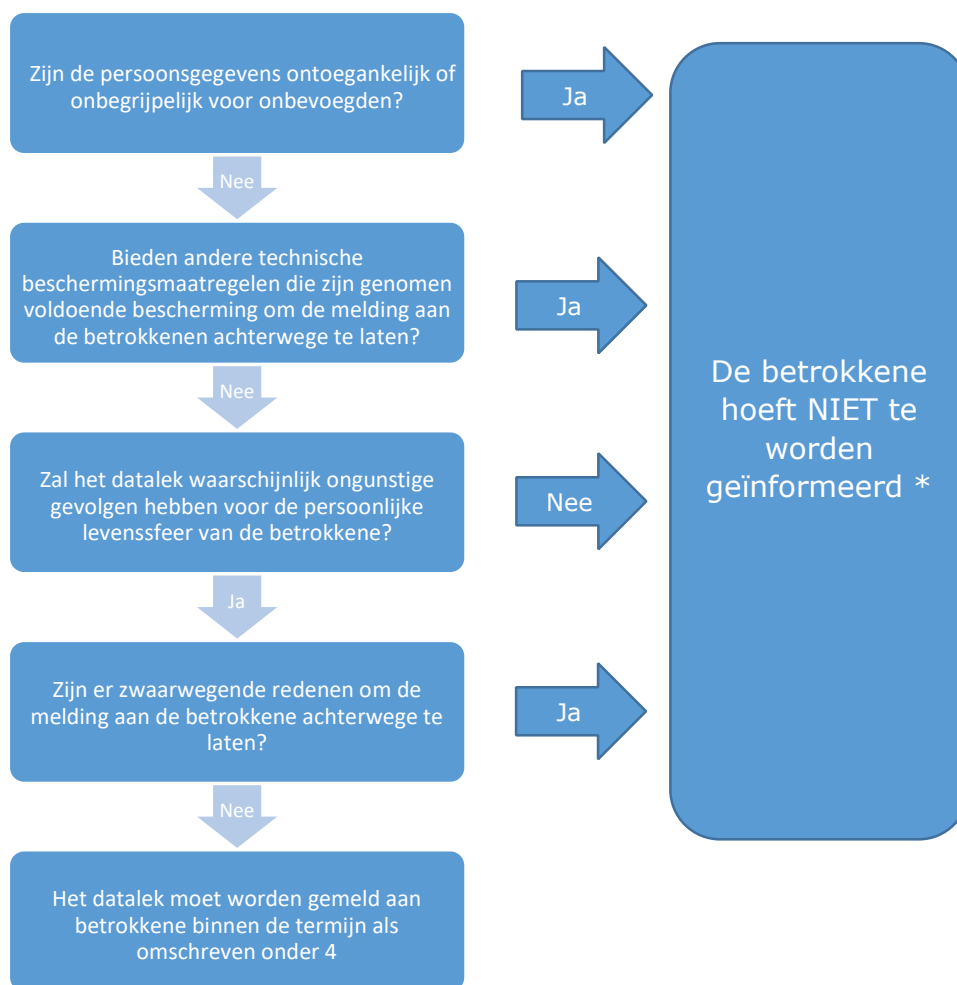 Zijn de persoonsgegevens ontoegankelijk of
onbegrijpelijk voor onbevoegden?
Ja
Nee
Bieden andere technische
beschermingsmaatregelen die zijn genomen
voldoende bescherming om de melding aan
de betrokkenen achterwege te laten?
Ja
Nee
Zal het datalek waarschijnlijk ongunstige
gevolgen hebben voor de persoonlijke
levenssfeer van de betrokkene?
Nee
Ja
Zijn er zwaarwegende redenen om de
melding aan de betrokkene achterwege te
laten?
Ja
Nee
Het datalek moet worden gemeld aan
betrokkene binnen de termijn als
omschreven onder 4
De betrokkene
hoeft NIET te
worden
geïnformeerd *